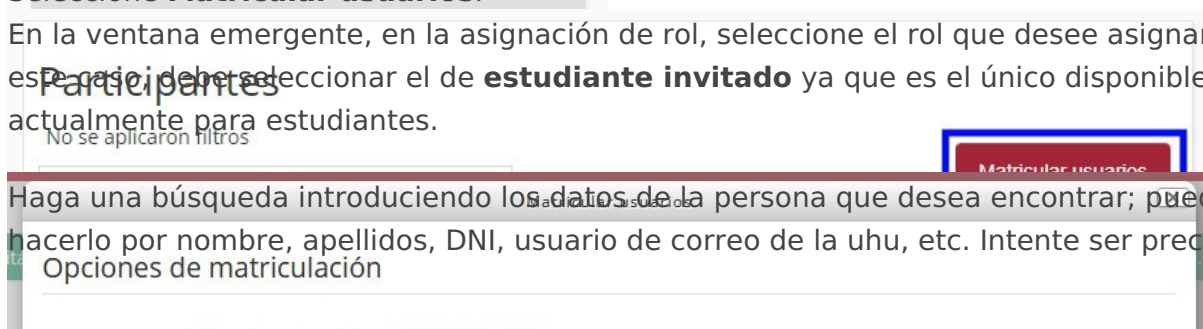 Seleccione Matricular usuarios.
En la ventana emergente, en la asignación de rol, seleccione el rol que desee asignar
este caso, debe seleccionar el de estudiante invitado ya que es el único disponible
Participantes
actualmente para estudiantes.
No se aplicaron filtros
Matricular usuarios
Haga una búsqueda introduciendo los datos de la persona que desea encontrar;
Matricular usuarios
hacerlo por nombre, apellidos, DNI, usuario de correo de la uhu, etc. Intente ser prec
Opciones de matriculación